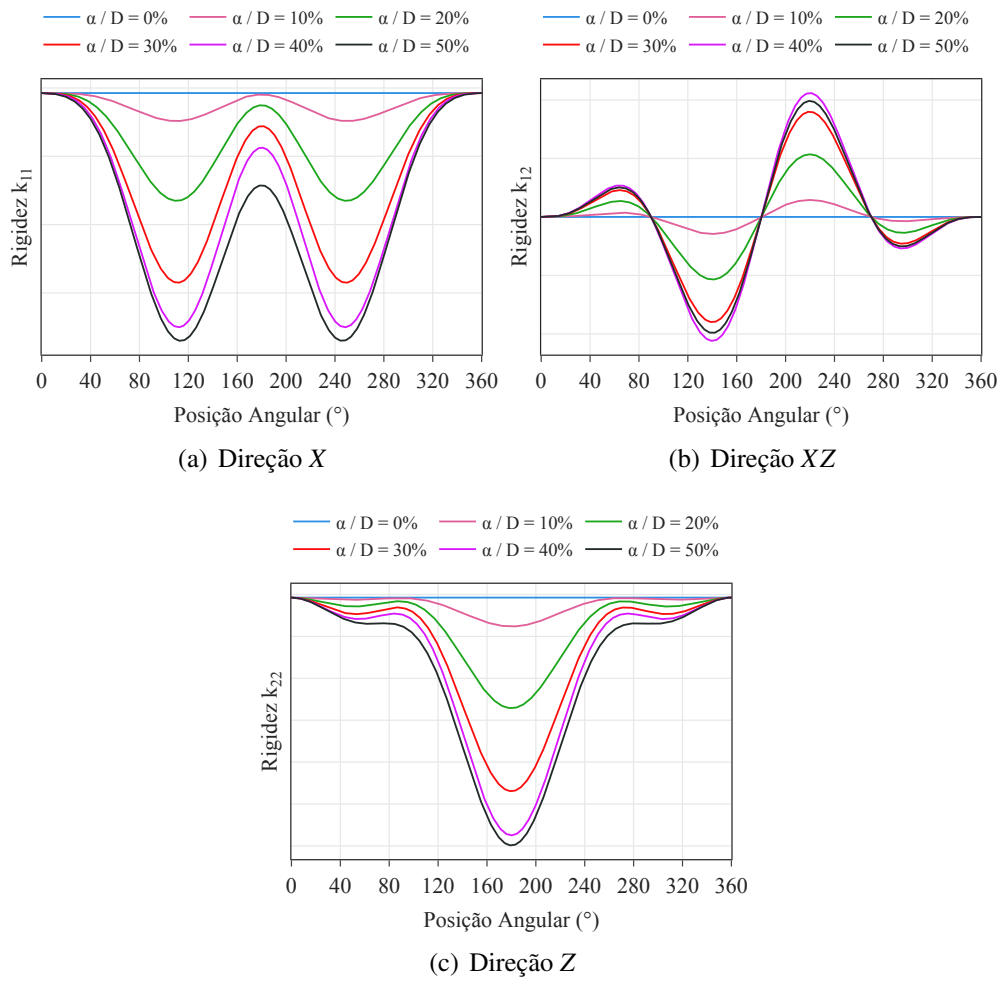 α / D = 0% α / D = 10% α / D = 20%
α / D = 30% α / D = 40% α / D = 50%
Rigidez k11
0 40 80 120 160 200 240 280 320 360
Posição Angular (°)
(a) Direção X
α / D = 0% α / D = 10% α / D = 20%
α / D = 30% α / D = 40% α / D = 50%
Rigidez k12
0 40 80 120 160 200 240 280 320 360
Posição Angular (°)
(b) Direção XZ
α / D = 0% α / D = 10% α / D = 20%
α / D = 30% α / D = 40% α / D = 50%
Rigidez k22
0 40 80 120 160 200 240 280 320 360
Posição Angular (°)
(c) Direção Z